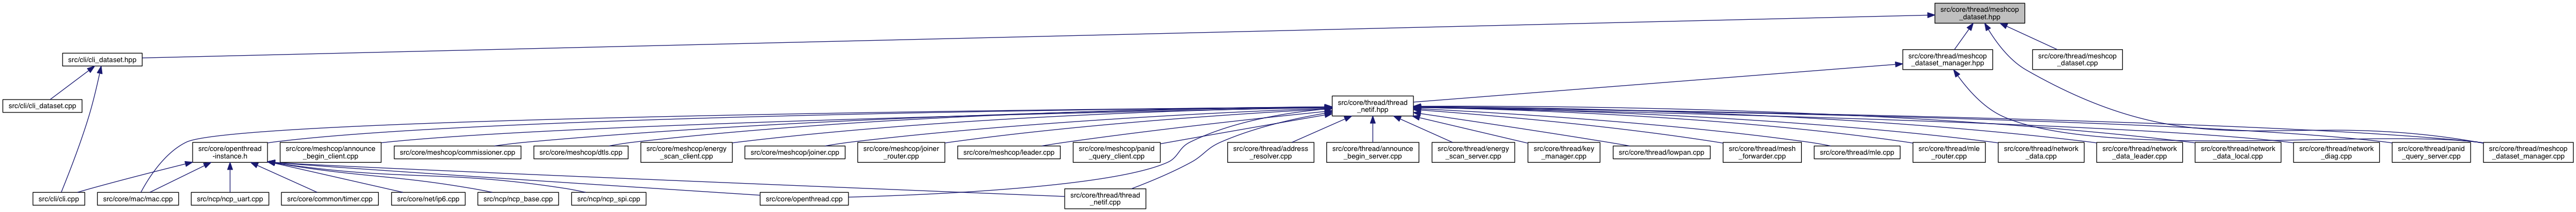 src/core/thread/meshcop
_dataset.hpp
src/cli/cli_dataset.hpp
src/core/thread/meshcop
_dataset_manager.hpp
src/core/thread/meshcop
_dataset.cpp
src/cli/cli_dataset.cpp
src/core/thread/thread
_netif.hpp
src/core/openthread
-instance.h
src/core/meshcop/announce
_begin_client.cpp
src/core/meshcop/commissioner.cpp
src/core/meshcop/dtls.cpp
src/core/meshcop/energy
_scan_client.cpp
src/core/meshcop/joiner.cpp
src/core/meshcop/joiner
_router.cpp
src/core/meshcop/leader.cpp
src/core/meshcop/panid
_query_client.cpp
src/core/thread/address
_resolver.cpp
src/core/thread/announce
_begin_server.cpp
src/core/thread/energy
_scan_server.cpp
src/core/thread/key
_manager.cpp
src/core/thread/lowpan.cpp
src/core/thread/mesh
_forwarder.cpp
src/core/thread/mle.cpp
src/core/thread/mle
_router.cpp
src/core/thread/network
_data.cpp
src/core/thread/network
_data_leader.cpp
src/core/thread/network
_data_local.cpp
src/core/thread/network
_diag.cpp
src/core/thread/panid
_query_server.cpp
src/core/thread/meshcop
_dataset_manager.cpp
src/cli/cli.cpp
src/core/mac/mac.cpp
src/ncp/ncp_uart.cpp
src/core/common/timer.cpp
src/core/net/ip6.cpp
src/ncp/ncp_base.cpp
src/ncp/ncp_spi.cpp
src/core/openthread.cpp
src/core/thread/thread
_netif.cpp